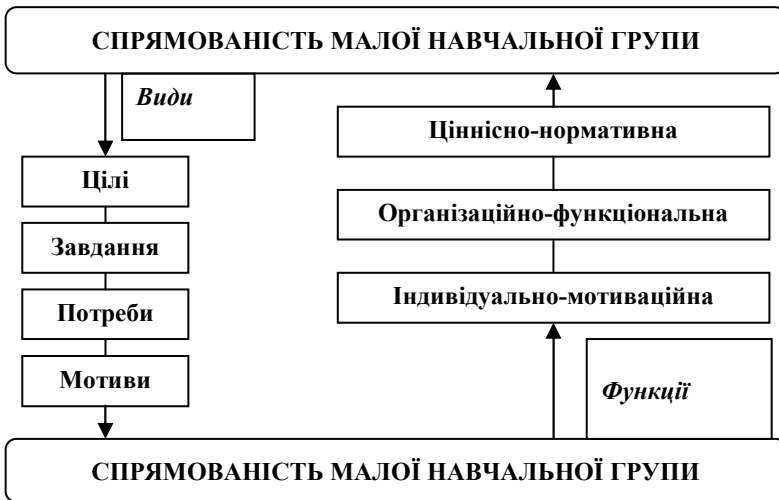 СПРЯМОВАНІСТЬ МАЛОЇ НАВЧАЛЬНОЇ ГРУПИ
Види
Цілі
Завдання
Потреби
Мотиви
Ціннісно-нормативна
Організаційно-функціональна
Індивідуально-мотиваційна
Функції
СПРЯМОВАНІСТЬ МАЛОЇ НАВЧАЛЬНОЇ ГРУПИ